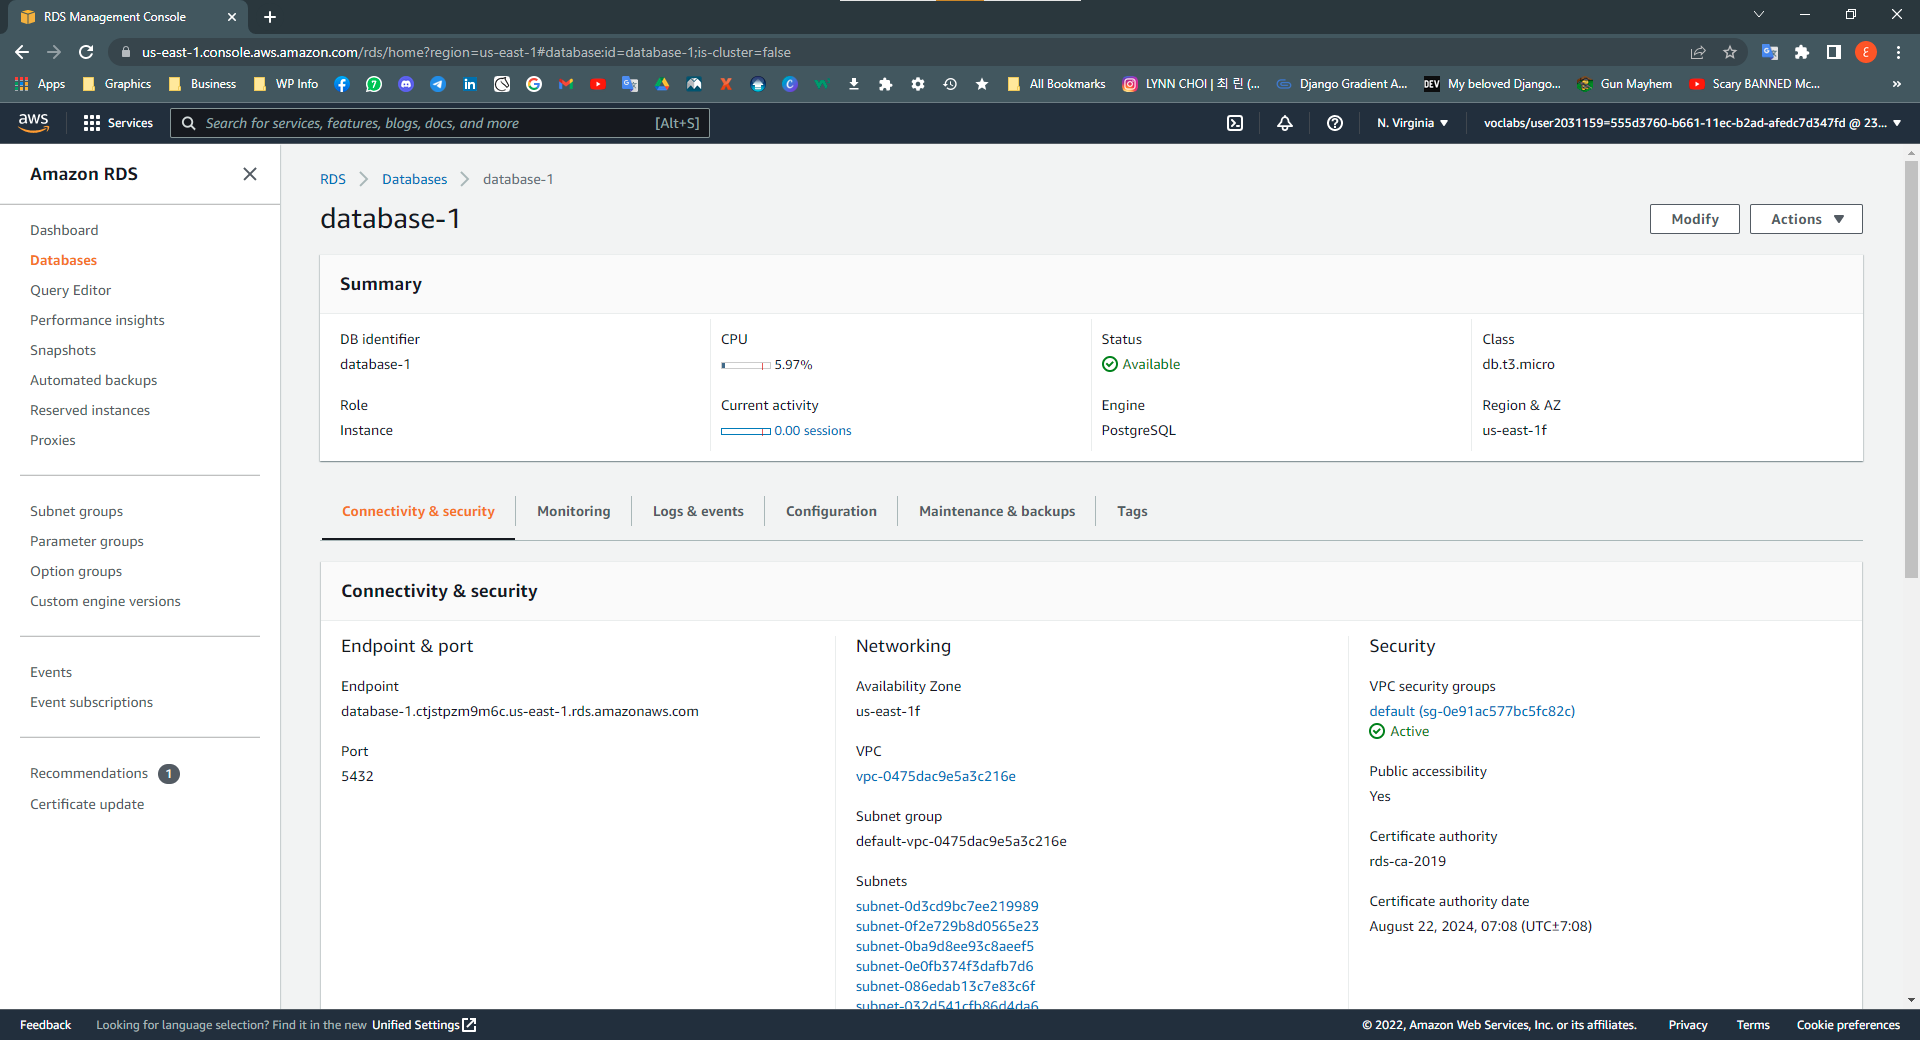 RDS Management Console
us-east-1.console.aws.amazon.com/rds/home?region=us-east-1#database:id=database-1;is-cluster=false
Apps Graphics Business WP Info All Bookmarks LYNN CHOI | 최 린 (... Django Gradient A... DEV My beloved Django... Gun Mayhem Scary BANNED Mc... »
aws Services Search for services, features, blogs, docs, and more [Alt+S] N. Virginia voclabs/user2031159=555d3760-b661-11ec-b2ad-afedc7d347fd @ 23...
Amazon RDS
Dashboard
Databases
Query Editor
Performance insights
Snapshots
Automated backups
Reserved instances
Proxies
Subnet groups
Parameter groups
Option groups
Custom engine versions
Events
Event subscriptions
Recommendations 1
Certificate update
RDS Databases database-1
database-1
Modify Actions
Summary
DB identifier
database-1
CPU
5.97%
Status
Available
Class
db.t3.micro
Role
Instance
Current activity
0.00 sessions
Engine
PostgreSQL
Region & AZ
us-east-1f
Connectivity & security Monitoring Logs & events Configuration Maintenance & backups Tags
Connectivity & security
Endpoint & port
Endpoint
database-1.ctjstpzm9m6c.us-east-1.rds.amazonaws.com
Port
5432
Networking
Availability Zone
us-east-1f
VPC
vpc-0475dac9e5a3c216e
Subnet group
default-vpc-0475dac9e5a3c216e
Subnets
subnet-0d3cd9bc7ee219989
subnet-0f2e729b8d0565e23
subnet-0ba9d8ee93c8aeef5
subnet-0e0fb374f3dafb7d6
subnet-086edab13c7e83c6f
subnet-032d541cfb86d4da6
Security
VPC security groups
default (sg-0e91ac577bc5fc82c)
Active
Public accessibility
Yes
Certificate authority
rds-ca-2019
Certificate authority date
August 22, 2024, 07:08 (UTC±7:08)
Feedback Looking for language selection? Find it in the new Unified Settings © 2022, Amazon Web Services, Inc. or its affiliates. Privacy Terms Cookie preferences